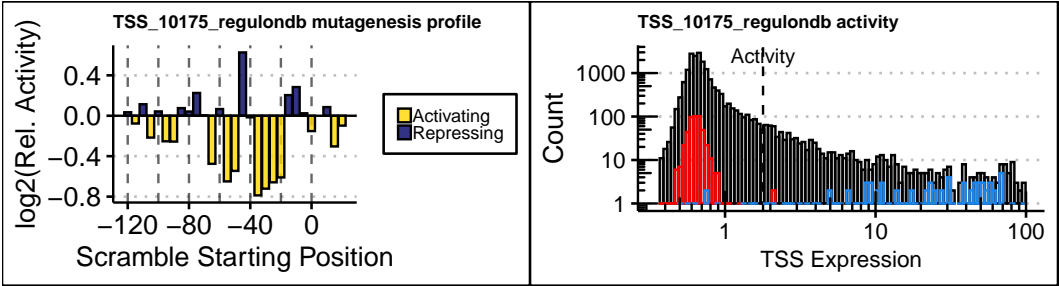 TSS_10175_regulondb mutagenesis profile
log2(Rel. Activity)
0.4
0.0
−0.4
−0.8
−120 −80 −40 0
Scramble Starting Position
Activating
Repressing
TSS_10175_regulondb activity
Activity
Count
1000
100
10
1
1 10 100
TSS Expression